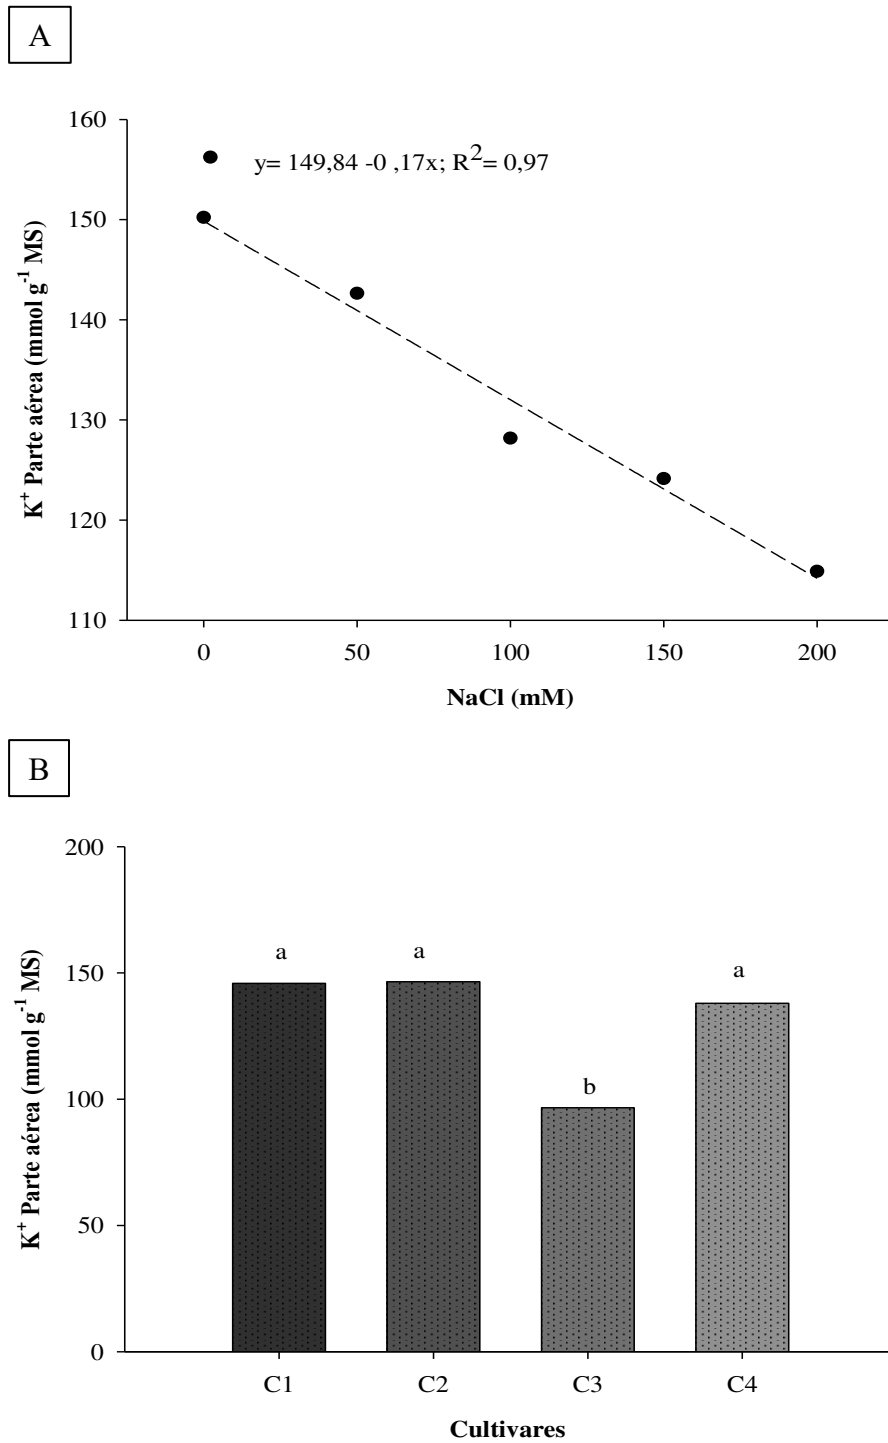 A
160
150
140
130
120
110
y= 149,84 -0 ,17x; R²= 0,97
K⁺ Parte aérea (mmol g⁻¹ MS)
0 50 100 150 200
NaCl (mM)
B
200
150
100
50
0
K⁺ Parte aérea (mmol g⁻¹ MS)
a a b a
C1 C2 C3 C4
Cultivares